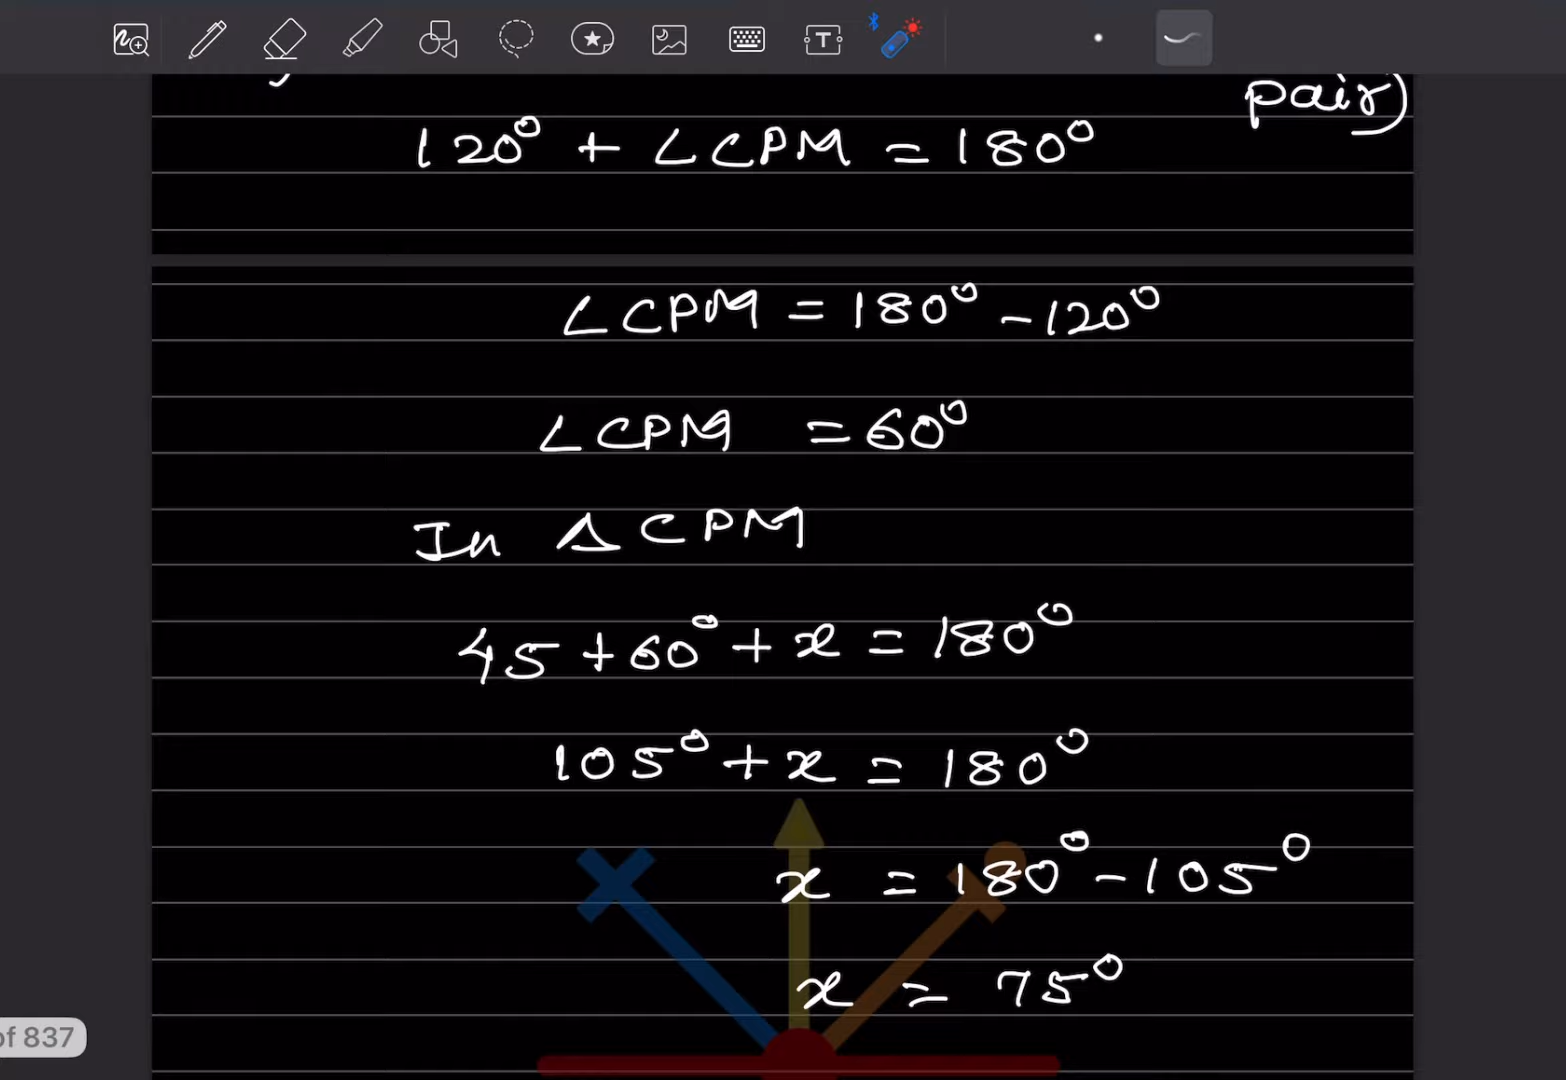 pair)
120° + ∠CPM = 180°
∠CPM = 180° - 120°
∠CPM = 60°
In △CPM
45 + 60° + x = 180°
105° + x = 180°
x = 180° - 105°
x = 75°
of 837